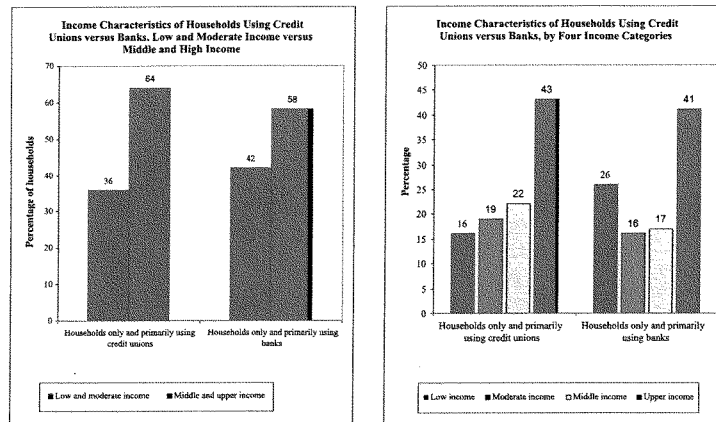 Income Characteristics of Households Using Credit
Unions versus Banks. Low and Moderate Income versus
Middle and High Income
Percentage of households
70
60
50
40
30
20
10
0
36
64
42
58
Households only and primarily using
credit unions
Households only and primarily using
banks
Low and moderate income
Middle and upper income
Income Characteristics of Households Using Credit
Unions versus Banks, by Four Income Categories
Percentage
50
45
40
35
30
25
20
15
10
5
0
16
19
22
43
26
16
17
41
Households only and primarily
using credit unions
Households only and primarily
using banks
Low income
Moderate income
Middle income
Upper income